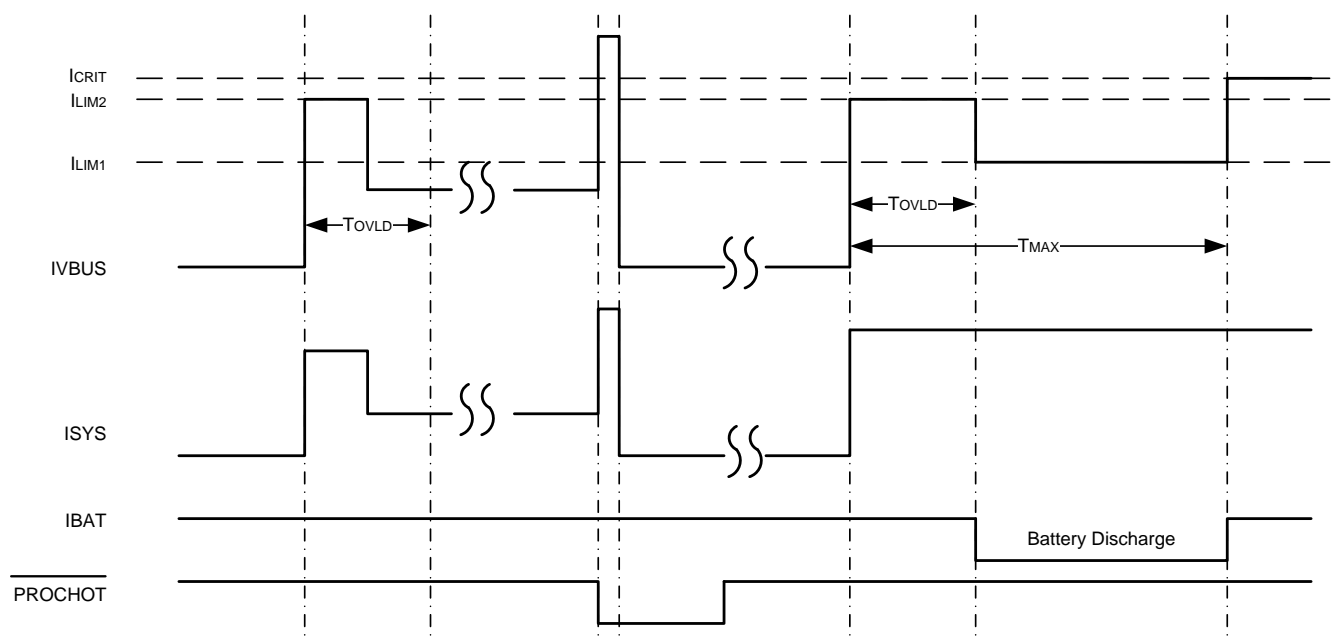 ICRIT
ILIM2
ILIM1
TOVLD
TOVLD
TMAX
IVBUS
ISYS
IBAT
Battery Discharge
PROCHOT